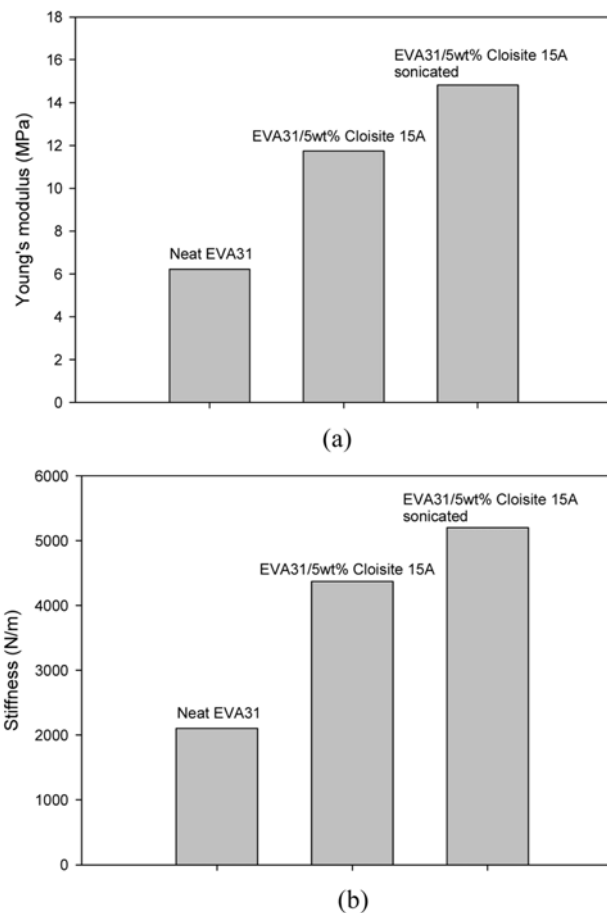 18
16
14
12
10
8
6
4
2
0
Young's modulus (MPa)
Neat EVA31
EVA31/5wt% Cloisite 15A
EVA31/5wt% Cloisite 15A
sonicated
(a)
6000
5000
4000
3000
2000
1000
0
Stiffness (N/m)
Neat EVA31
EVA31/5wt% Cloisite 15A
EVA31/5wt% Cloisite 15A
sonicated
(b)